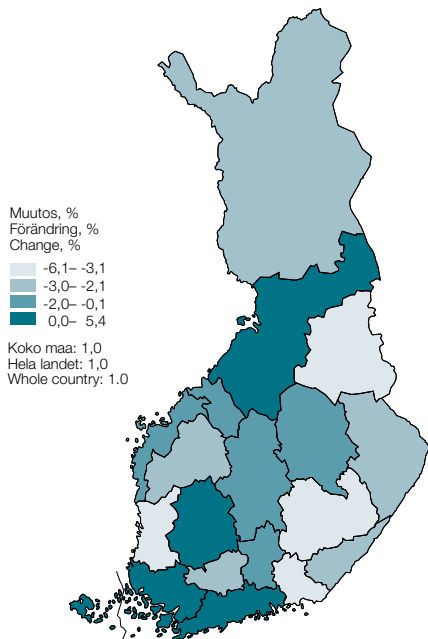 Muutos, %
Förändring, %
Change, %
-6,1– -3,1
-3,0– -2,1
-2,0– -0,1
0,0– 5,4
Koko maa: 1,0
Hela landet: 1,0
Whole country: 1.0